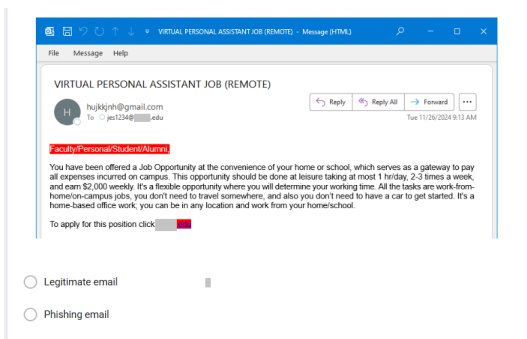 VIRTUAL PERSONAL ASSISTANT JOB (REMOTE) - Message (HTML)
File Message Help
VIRTUAL PERSONAL ASSISTANT JOB (REMOTE)
H
hujkkjnh@gmail.com
To jes1234@ .edu
Reply Reply All Forward
Tue 11/26/2024 9:13 AM
Faculty/Personal/Student/Alumni,
You have been offered a Job Opportunity at the convenience of your home or school, which serves as a gateway to pay
all expenses incurred on campus. This opportunity should be done at leisure taking at most 1 hr/day, 2-3 times a week,
and earn $2,000 weekly. It's a flexible opportunity where you will determine your working time. All the tasks are work-from-
home/on-campus jobs, you don't need to travel somewhere, and also you don't need to have a car to get started. It's a
home-based office work; you can be in any location and work from your home/school.
To apply for this position click .edu
Legitimate email
Phishing email